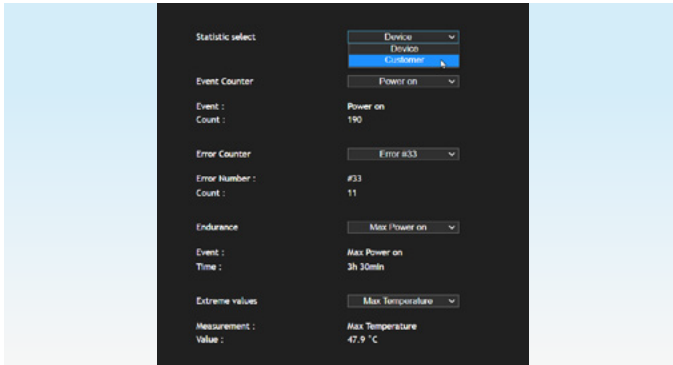 Statistic select Device
Device
Customer
Event Counter Power on
Event : Power on
Count : 190
Error Counter Error #33
Error Number : #33
Count : 11
Endurance Max Power on
Event : Max Power on
Time : 3h 30min
Extreme values Max Temperature
Measurement : Max Temperature
Value : 47.9 °C